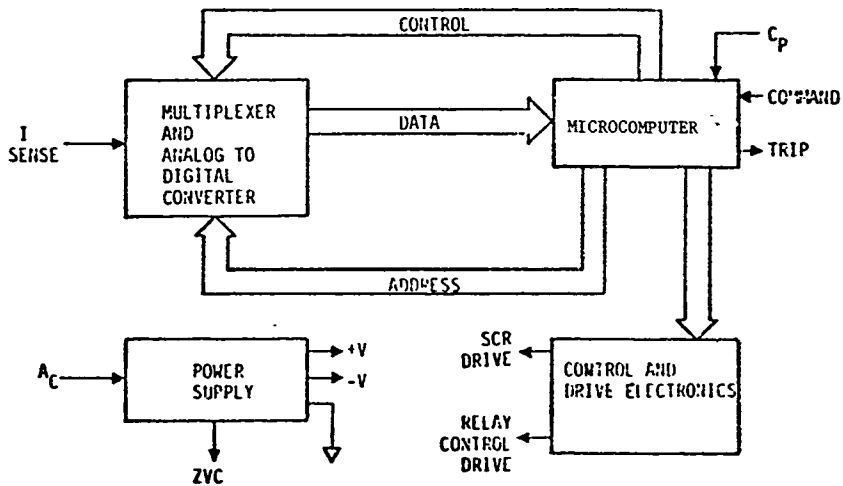 CONTROL
C_P
MULTIPLEXER
AND
ANALOG TO
DIGITAL
CONVERTER
I
SENSE
DATA
MICROCOMPUTER
COMMAND
TRIP
ADDRESS
A_C
POWER
SUPPLY
+V
-V
ZVC
SCR
DRIVE
CONTROL AND
DRIVE ELECTRONICS
RELAY
CONTROL
DRIVE